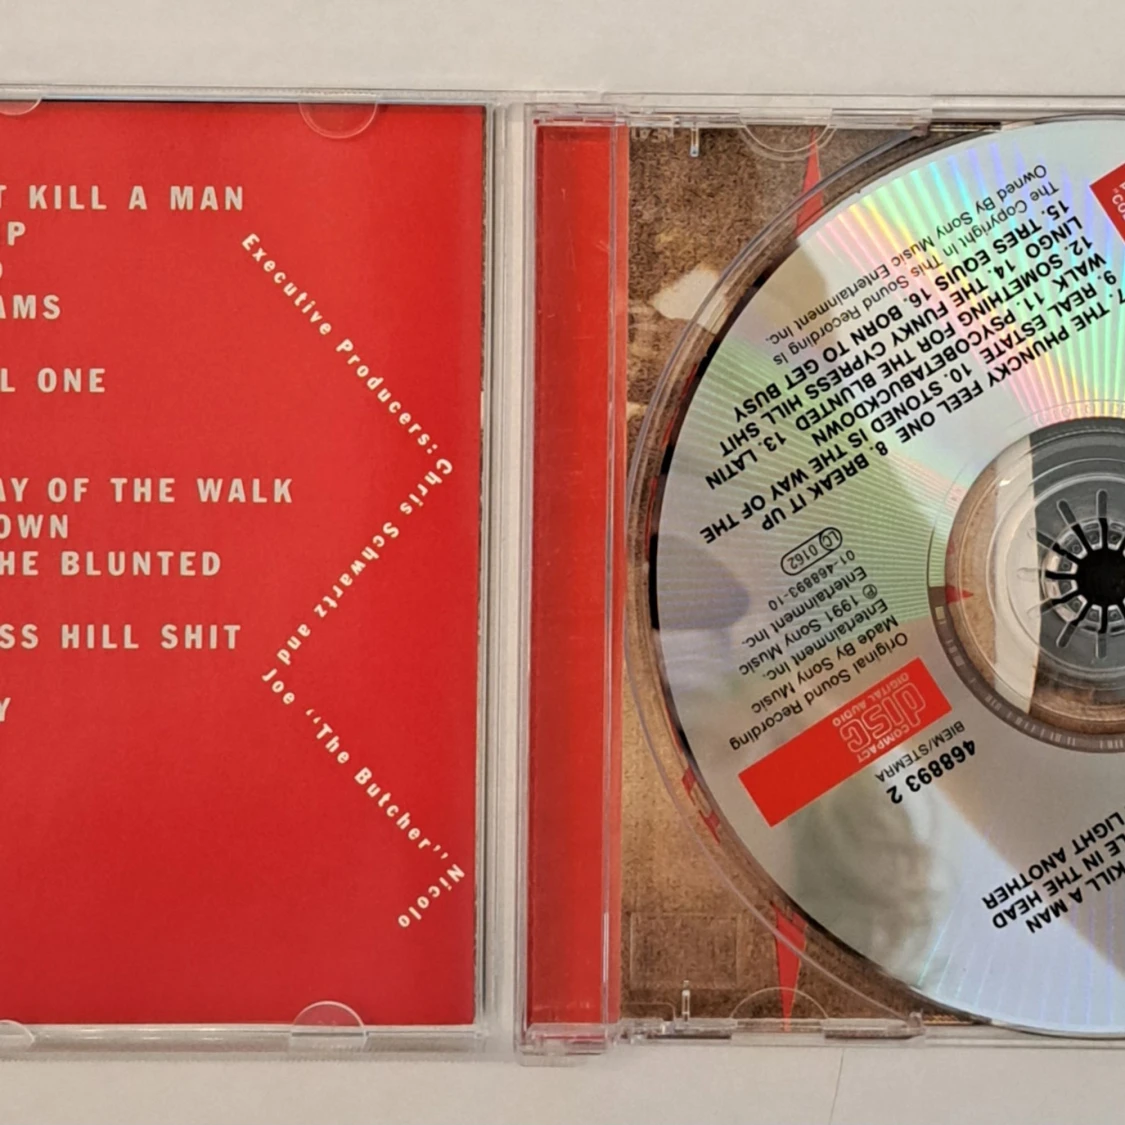 T KILL A MAN
P
AMS
L ONE
AY OF THE WALK
OWN
HE BLUNTED
SS HILL SHIT
Y
Executive Producers: Chris Schwartz and Joe “The Butcher” Nicolo
KILL A MAN
LE IN THE HEAD
LIGHT ANOTHER
468893 2
BIEM/STEMRA
COMPACT
disc
DIGITAL AUDIO
Original Sound Recording
Made By Sony Music
Entertainment Inc.
℗ 1991 Sony Music
Entertainment Inc.
01-468893-10
LC 0162
7. THE PHUNCKY FEEL ONE 8. BREAK IT UP
9. REAL ESTATE 10. STONED IS THE WAY OF THE
WALK 11. PSYCOBETABUCKDOWN
12. SOMETHING FOR THE BLUNTED 13. LATIN
LINGO 14. THE FUNKY CYPRESS HILL SHIT
15. TRES EQUIS 16. BORN TO GET BUSY
The Copyright In This Sound Recording Is
Owned By Sony Music Entertainment Inc.